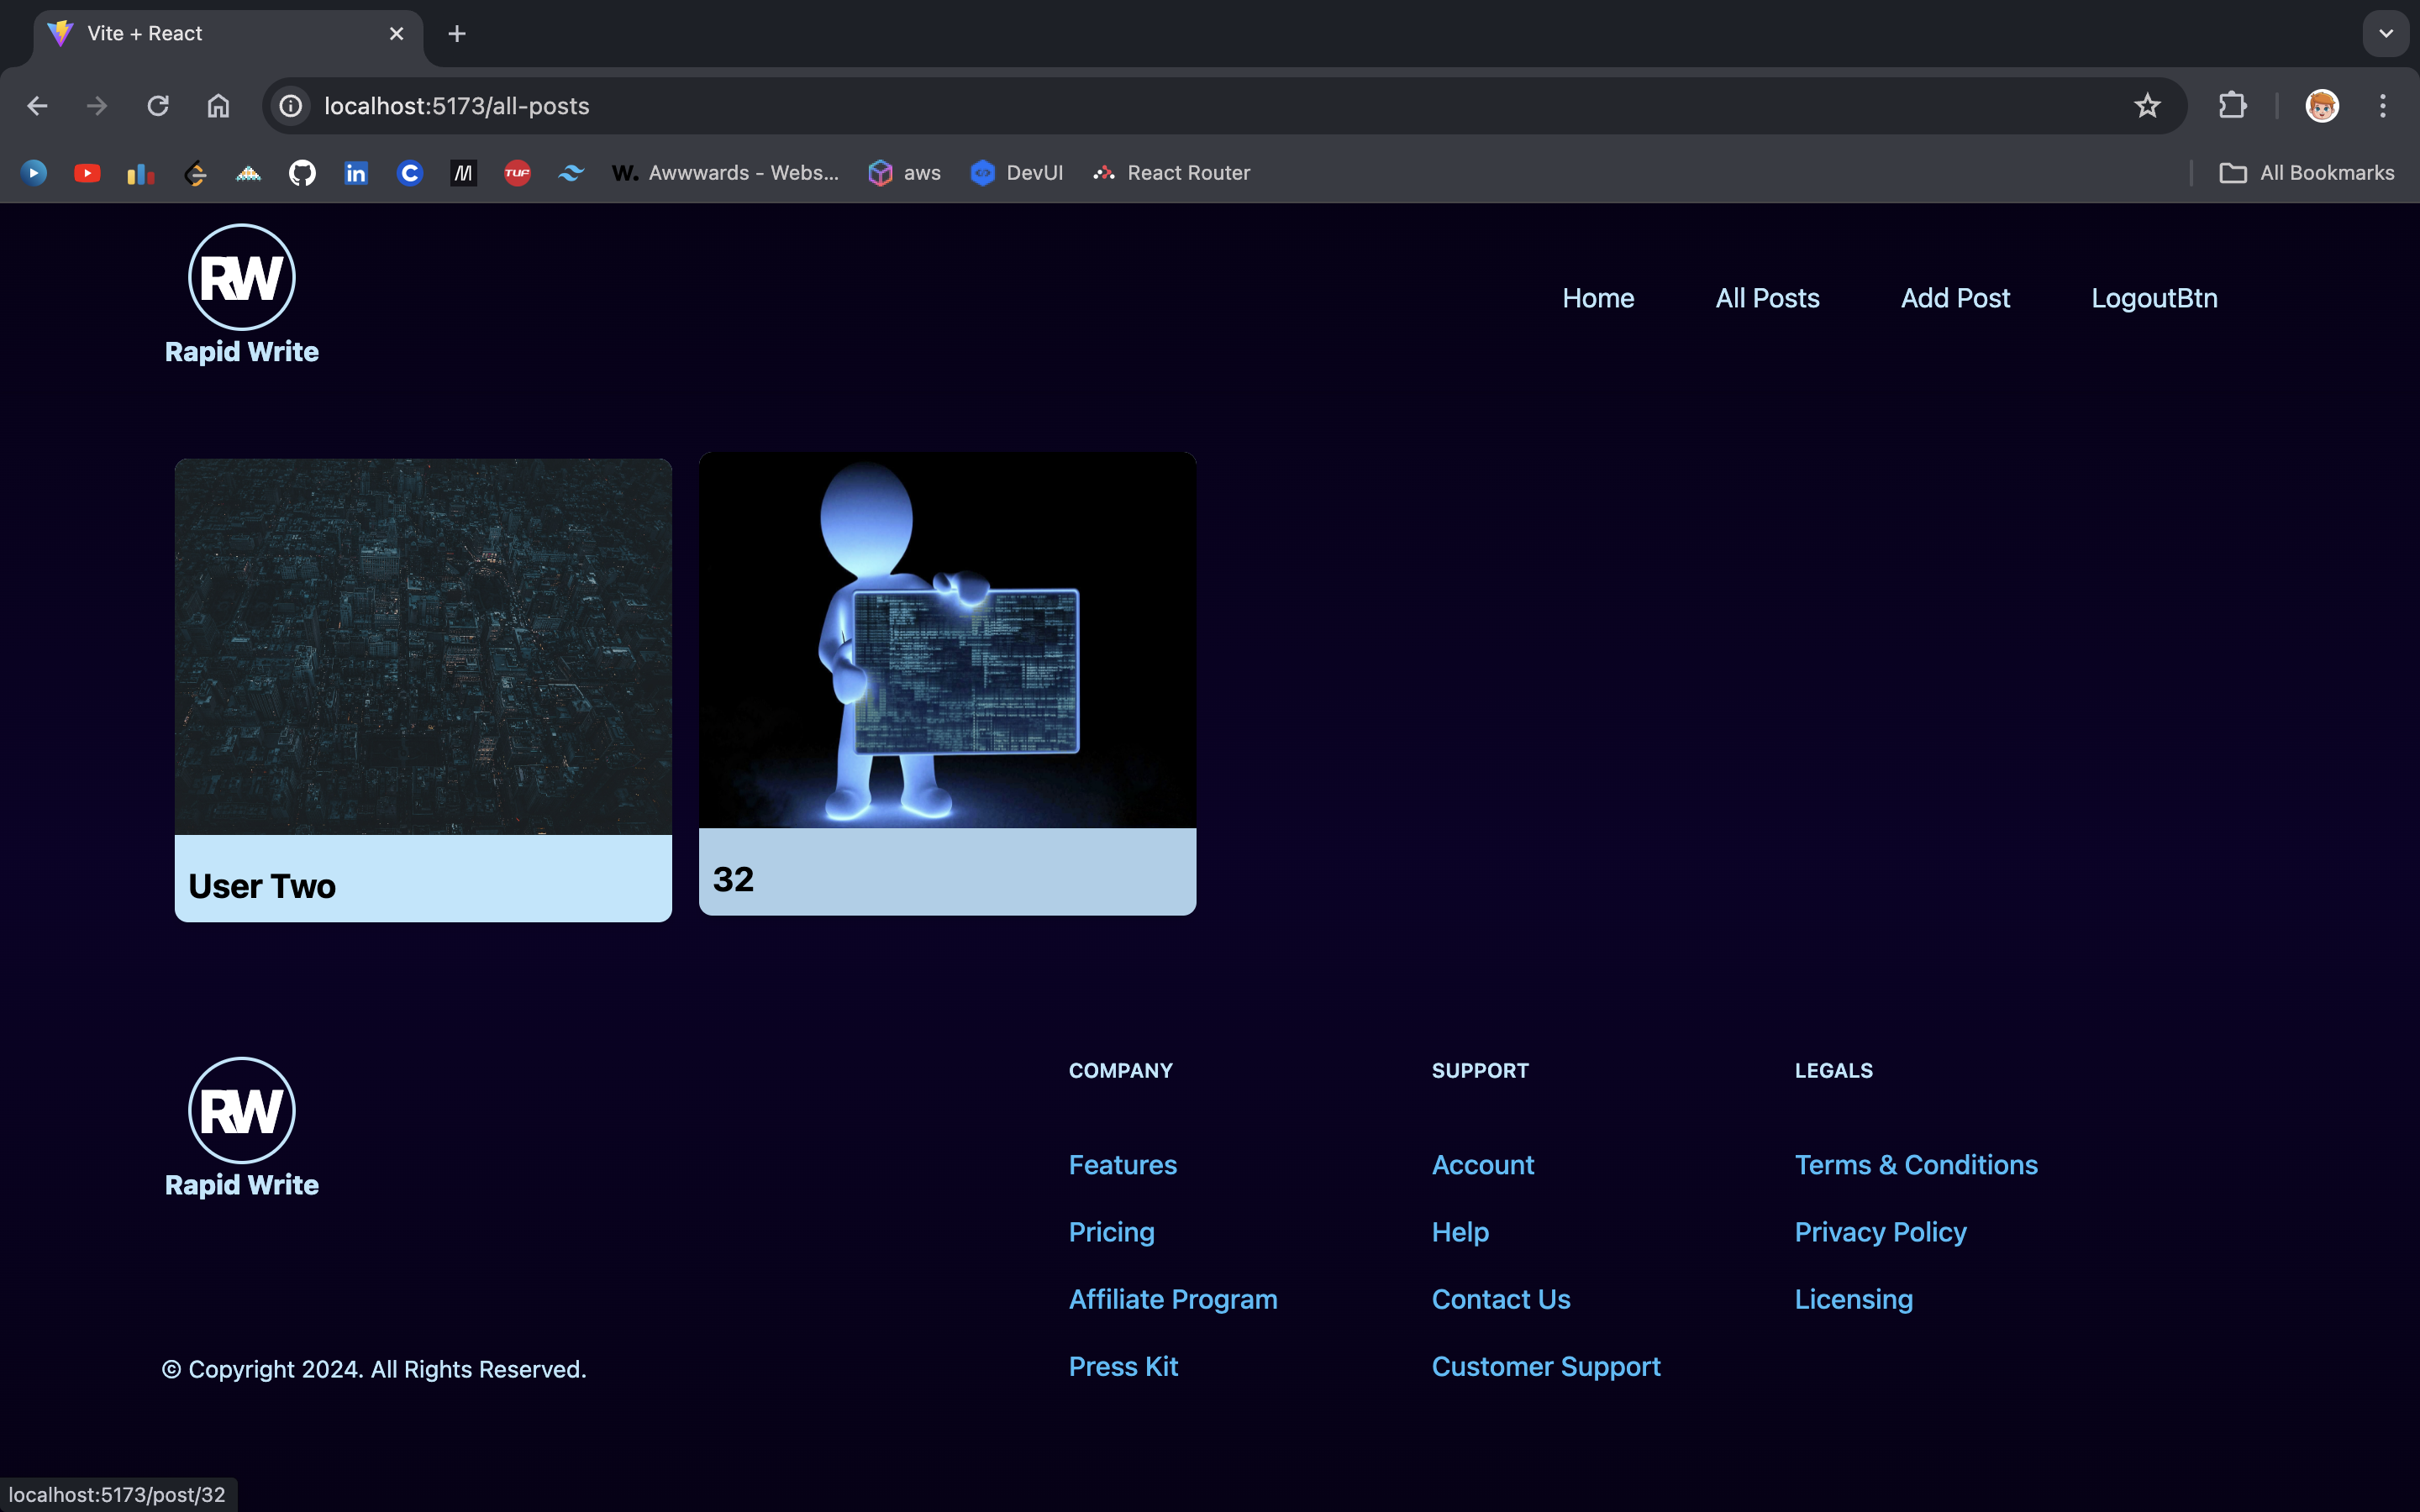 Vite + React
localhost:5173/all-posts
TUF
W. Awwwards - Webs...
aws
DevUI
React Router
All Bookmarks
RW
Rapid Write
Home
All Posts
Add Post
LogoutBtn
User Two
32
RW
Rapid Write
© Copyright 2024. All Rights Reserved.
COMPANY
Features
Pricing
Affiliate Program
Press Kit
SUPPORT
Account
Help
Contact Us
Customer Support
LEGALS
Terms & Conditions
Privacy Policy
Licensing
localhost:5173/post/32